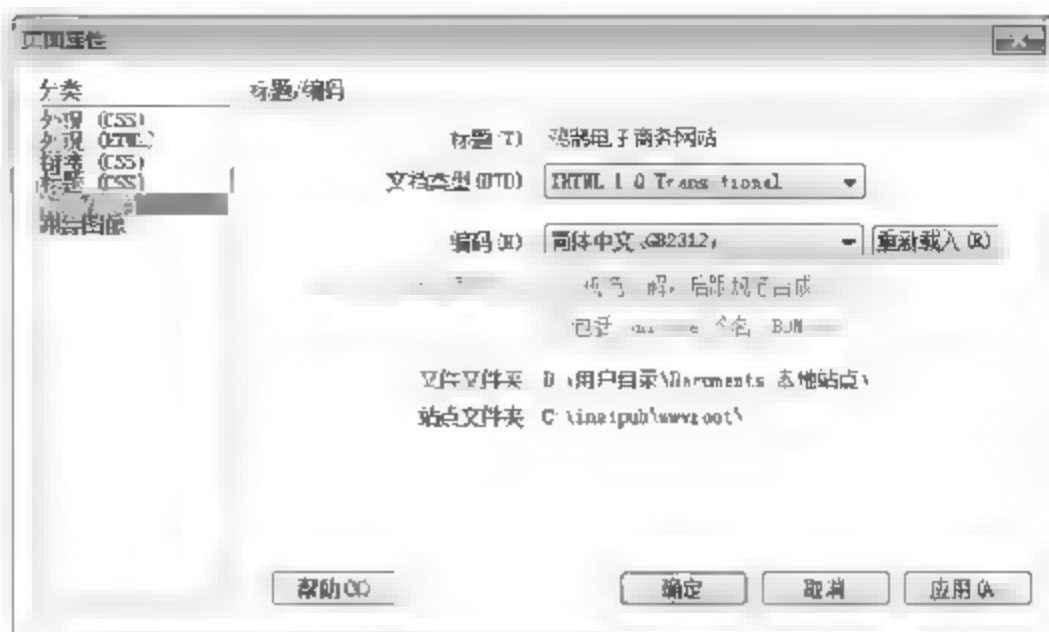 页面属性
分类
外观 (CSS)
外观 (HTML)
链接 (CSS)
标题 (CSS)
跟踪图像
标题/编码
标题(T)
电子商务网站
文档类型(DTD)
XHTML 1.0 Transitional
编码(E)
简体中文(GB2312)
重新载入(R)
文件文件夹 D:\用户目录\Documents\本地站点\
站点文件夹 C:\inetpub\wwwroot\
帮助(H)
确定
取消
应用(A)